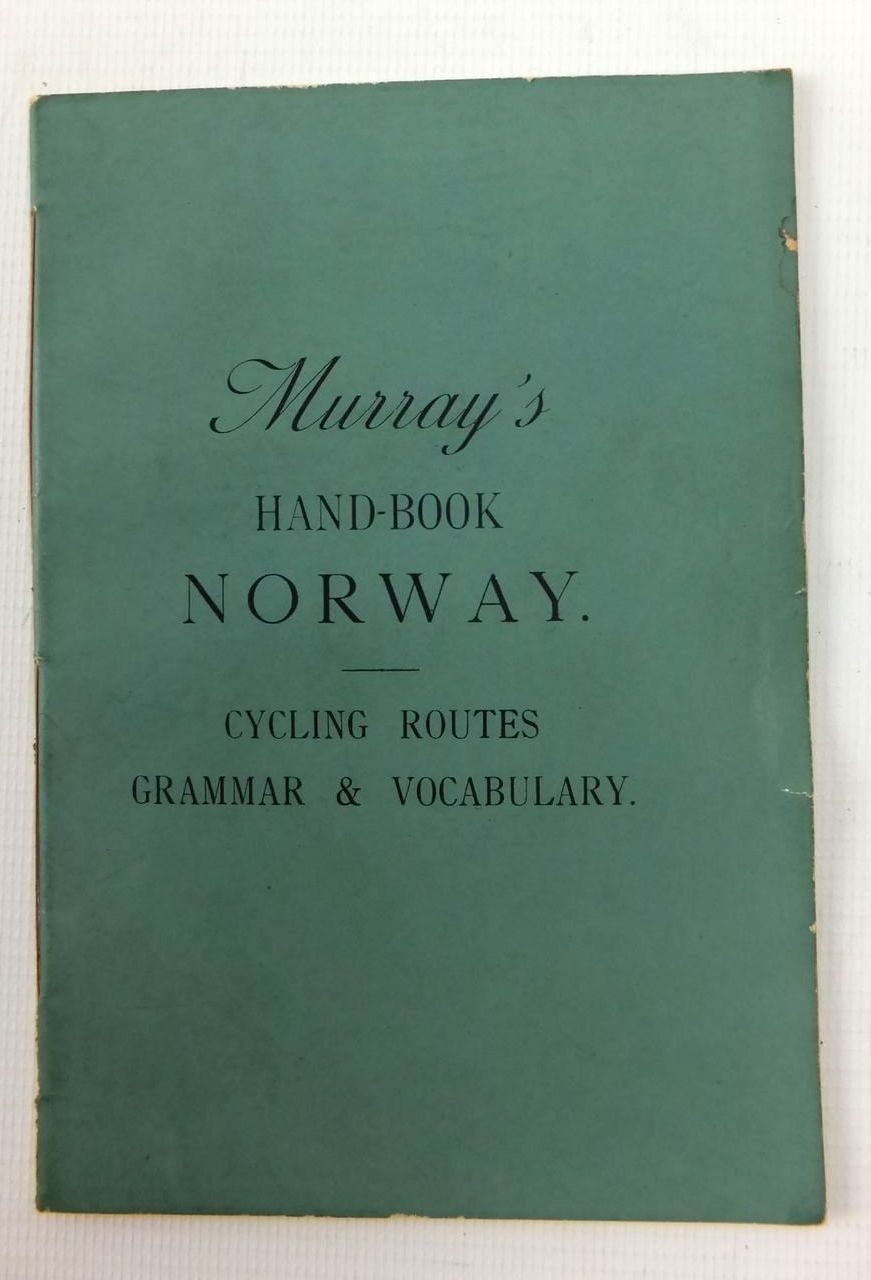 Murray's
HAND-BOOK
NORWAY.
CYCLING ROUTES
GRAMMAR & VOCABULARY.